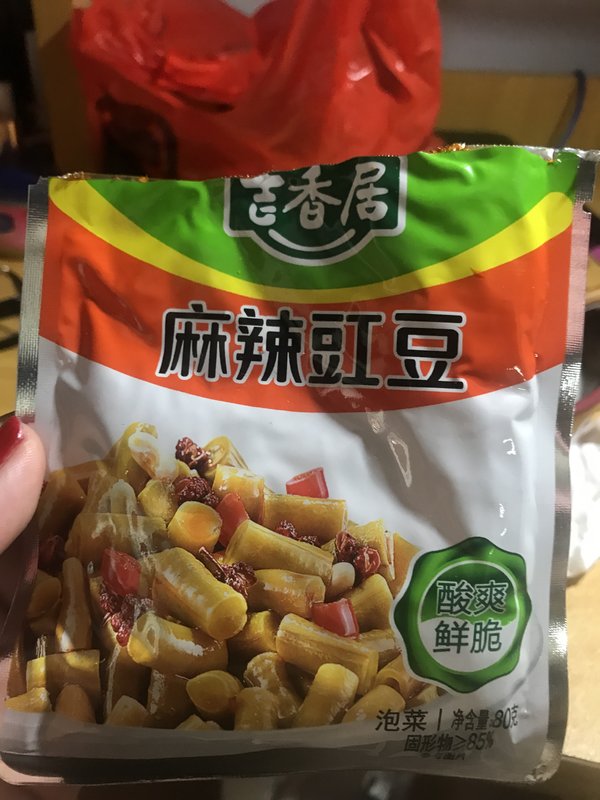 吉香居
麻辣豇豆
酸爽
鲜脆
泡菜 | 净含量:80克
固形物≥85%